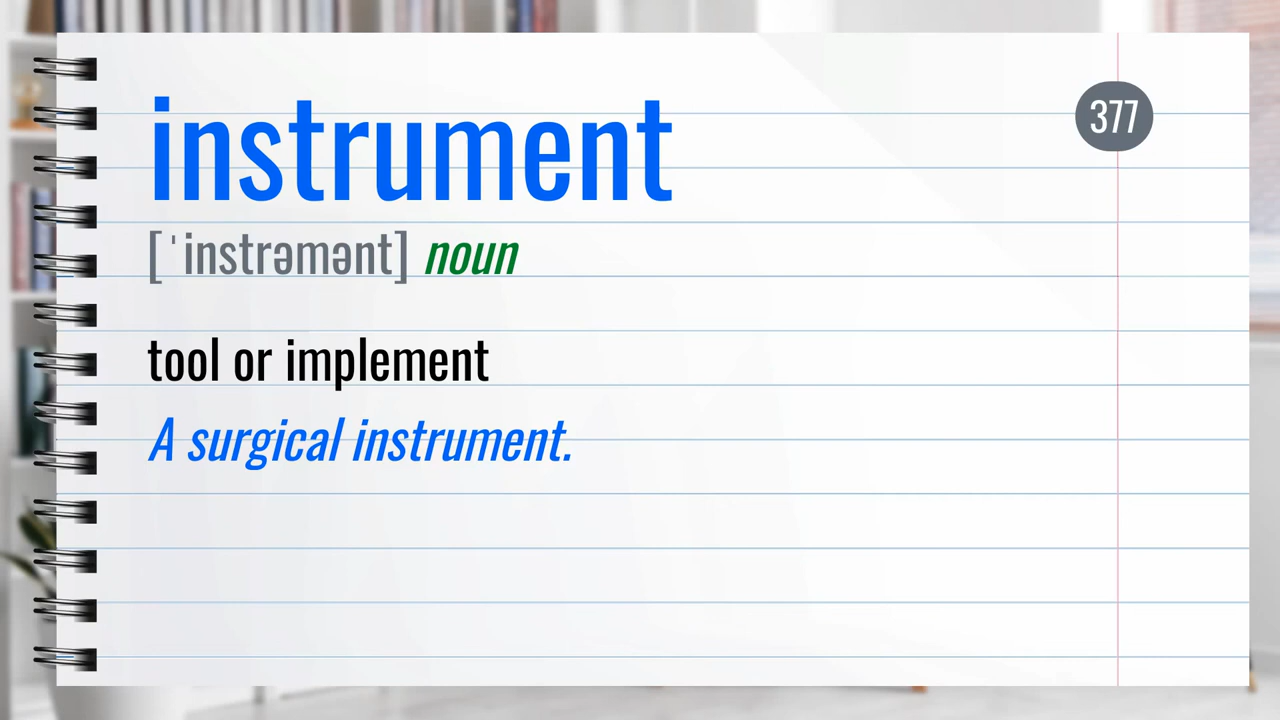 instrument
377
[ˈinstrəmənt] noun
tool or implement
A surgical instrument.